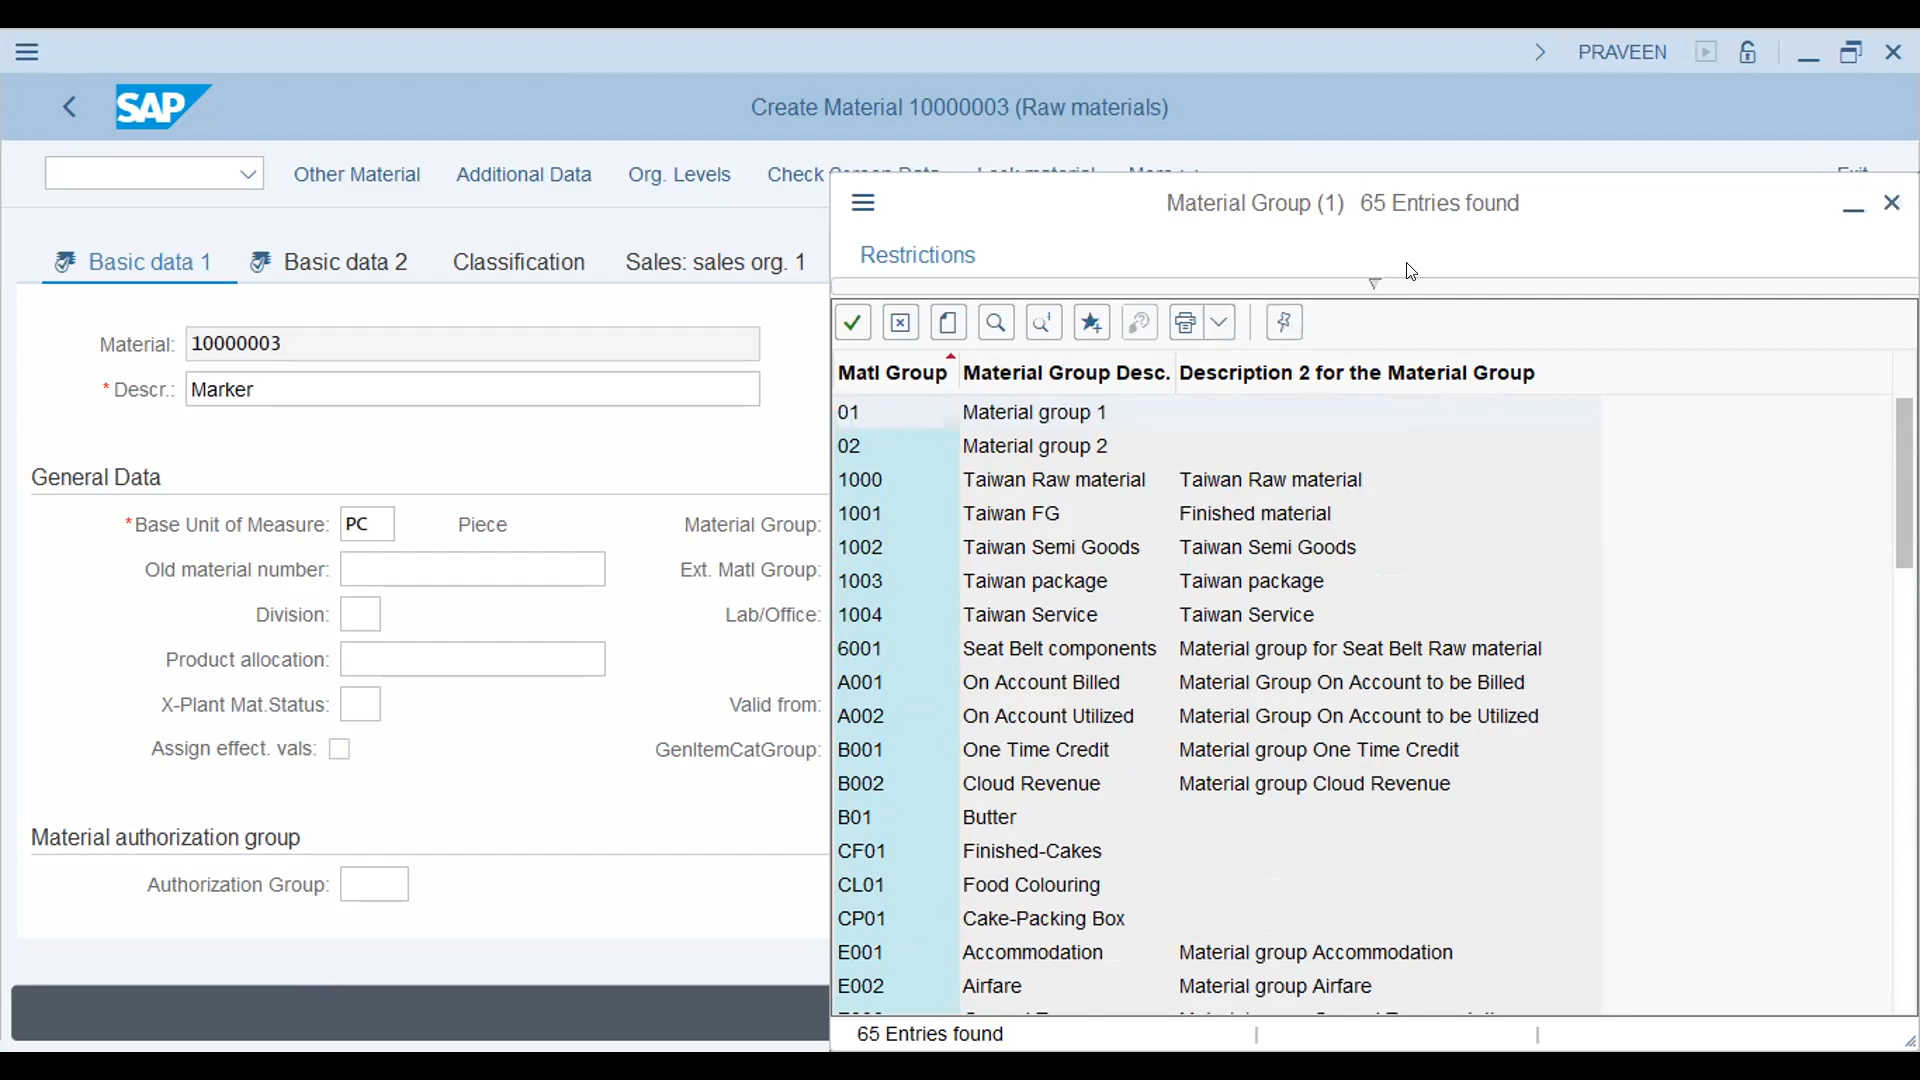 PRAVEEN
SAP
Create Material 10000003 (Raw materials)
Other Material Additional Data Org. Levels Check Screen Data Lock material More Exit
Material Group (1) 65 Entries found
Restrictions
Basic data 1 Basic data 2 Classification Sales: sales org. 1
Material: 10000003
* Descr.: Marker
General Data
*Base Unit of Measure: PC Piece Material Group:
Old material number: Ext. Matl Group:
Division: Lab/Office:
Product allocation:
X-Plant Mat.Status: Valid from:
Assign effect. vals: GenItemCatGroup:
Material authorization group
Authorization Group:
Matl Group Material Group Desc. Description 2 for the Material Group
01 Material group 1
02 Material group 2
1000 Taiwan Raw material Taiwan Raw material
1001 Taiwan FG Finished material
1002 Taiwan Semi Goods Taiwan Semi Goods
1003 Taiwan package Taiwan package
1004 Taiwan Service Taiwan Service
6001 Seat Belt components Material group for Seat Belt Raw material
A001 On Account Billed Material Group On Account to be Billed
A002 On Account Utilized Material Group On Account to be Utilized
B001 One Time Credit Material group One Time Credit
B002 Cloud Revenue Material group Cloud Revenue
B01 Butter
CF01 Finished-Cakes
CL01 Food Colouring
CP01 Cake-Packing Box
E001 Accommodation Material group Accommodation
E002 Airfare Material group Airfare
65 Entries found